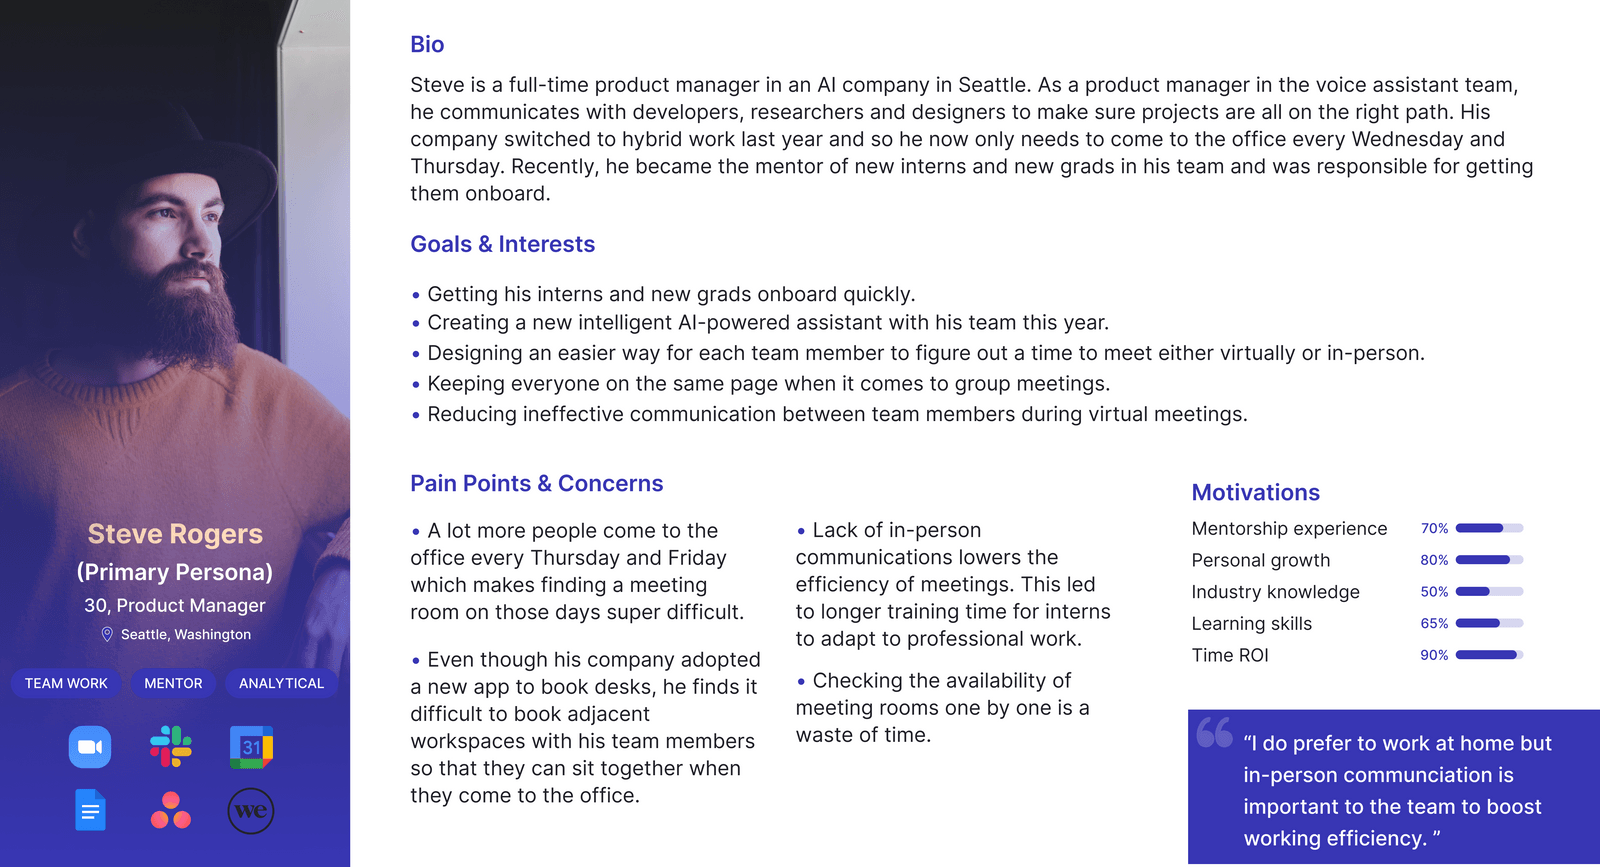 Steve Rogers
(Primary Persona)
30, Product Manager
Seattle, Washington
TEAM WORK
MENTOR
ANALYTICAL
31
we
Bio
Steve is a full-time product manager in an AI company in Seattle. As a product manager in the voice assistant team,
he communicates with developers, researchers and designers to make sure projects are all on the right path. His
company switched to hybrid work last year and so he now only needs to come to the office every Wednesday and
Thursday. Recently, he became the mentor of new interns and new grads in his team and was responsible for getting
them onboard.
Goals & Interests
• Getting his interns and new grads onboard quickly.
• Creating a new intelligent AI-powered assistant with his team this year.
• Designing an easier way for each team member to figure out a time to meet either virtually or in-person.
• Keeping everyone on the same page when it comes to group meetings.
• Reducing ineffective communication between team members during virtual meetings.
Pain Points & Concerns
• A lot more people come to the
office every Thursday and Friday
which makes finding a meeting
room on those days super difficult.
• Even though his company adopted
a new app to book desks, he finds it
difficult to book adjacent
workspaces with his team members
so that they can sit together when
they come to the office.
• Lack of in-person
communications lowers the
efficiency of meetings. This led
to longer training time for interns
to adapt to professional work.
• Checking the availability of
meeting rooms one by one is a
waste of time.
Motivations
Mentorship experience 70%
Personal growth 80%
Industry knowledge 50%
Learning skills 65%
Time ROI 90%
“I do prefer to work at home but
in-person communciation is
important to the team to boost
working efficiency. ”